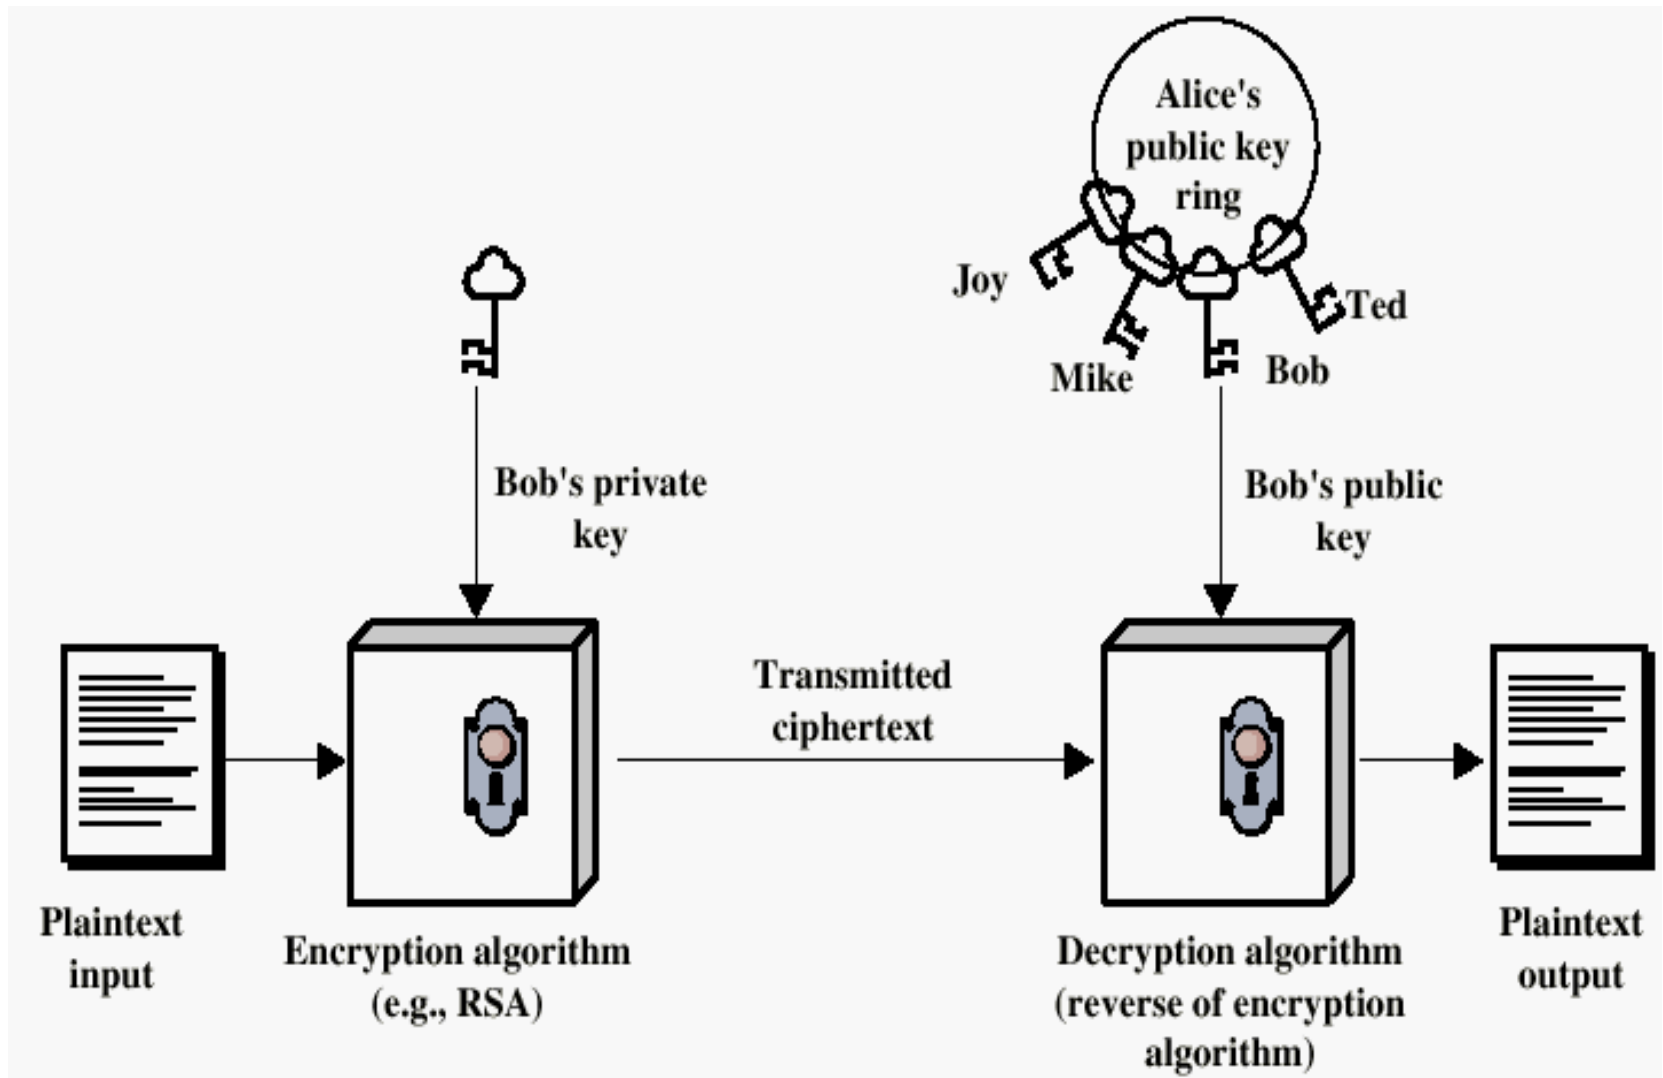 Alice's
public key
ring
Joy
Mike
Bob
Ted
Bob's private
key
Bob's public
key
Transmitted
ciphertext
Plaintext
input
Encryption algorithm
(e.g., RSA)
Decryption algorithm
(reverse of encryption
algorithm)
Plaintext
output